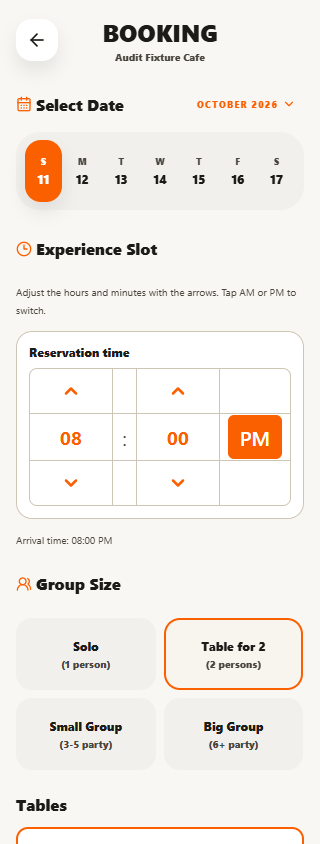 BOOKING
Audit Fixture Cafe
Select Date
OCTOBER 2026
S M T W T F S
11 12 13 14 15 16 17
Experience Slot
Adjust the hours and minutes with the arrows. Tap AM or PM to
switch.
Reservation time
08 : 00 PM
Arrival time: 08:00 PM
Group Size
Solo
(1 person)
Table for 2
(2 persons)
Small Group
(3-5 party)
Big Group
(6+ party)
Tables